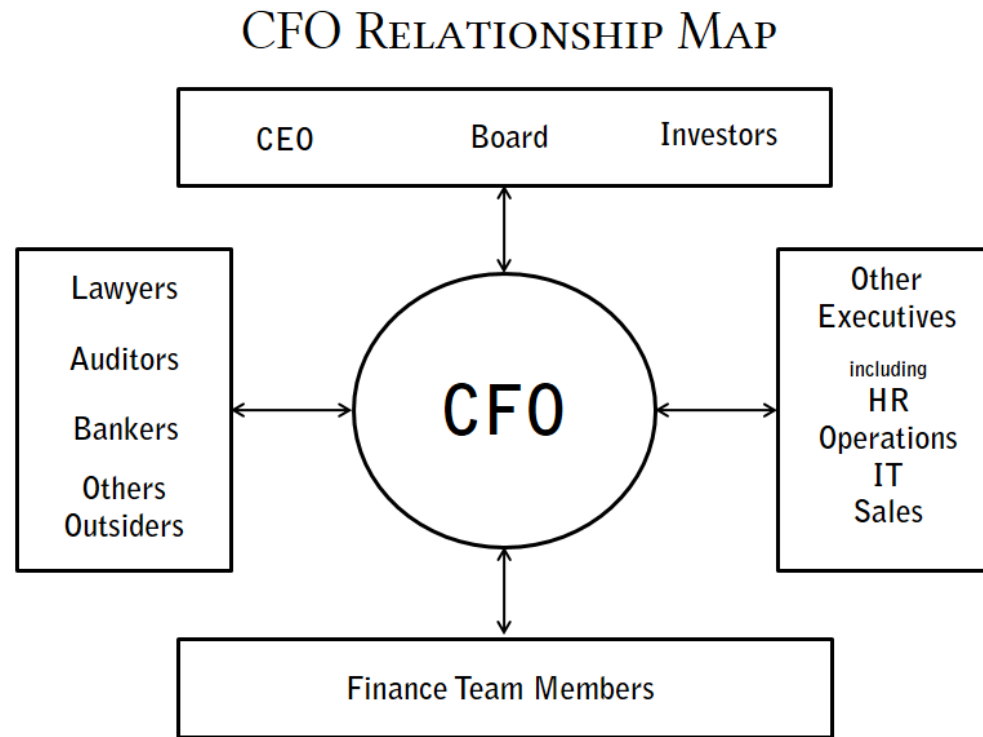 CFO Relationship Map
CEO Board Investors
Lawyers
Auditors
Bankers
Others
Outsiders
CFO
Other
Executives
including
HR
Operations
IT
Sales
Finance Team Members